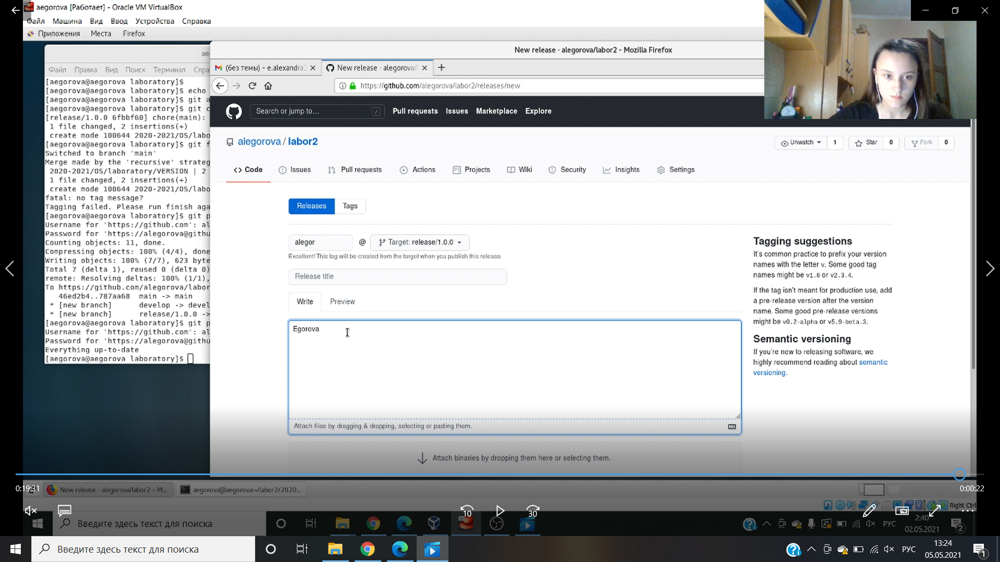 aegorova [Работает] - Oracle VM VirtualBox
Файл Машина Вид Ввод Устройства Справка
Приложения Места Firefox
Файл Правка Вид Поиск Терминал Спра
[aegorova@aegorova laboratory]$
[aegorova@aegorova laboratory]$ echo
[aegorova@aegorova laboratory]$ git a
[aegorova@aegorova laboratory]$ git c
[release/1.0.0 6fbbf60] chore(main):
1 file changed, 2 insertions(+)
create mode 100644 2020-2021/OS/labo
[aegorova@aegorova laboratory]$ git f
Switched to branch 'main'
Merge made by the 'recursive' strateg
2020-2021/OS/laboratory/VERSION | 2
1 file changed, 2 insertions(+)
create mode 100644 2020-2021/OS/labo
fatal: no tag message?
Tagging failed. Please run finish aga
[aegorova@aegorova laboratory]$ git p
Username for 'https://github.com': al
Password for 'https://alegorova@githu
Counting objects: 11, done.
Compressing objects: 100% (4/4), done
Writing objects: 100% (7/7), 623 byte
Total 7 (delta 1), reused 0 (delta 0)
remote: Resolving deltas: 100% (1/1),
To https://github.com/alegorova/labor
46ed2b4..787aa68 main -> main
* [new branch] develop -> devel
* [new branch] release/1.0.0 ->
[aegorova@aegorova laboratory]$ git p
Username for 'https://github.com': al
Password for 'https://alegorova@githu
Everything up-to-date
[aegorova@aegorova laboratory]$
New release · alegorova/labor2 - Mozilla Firefox
(без темы) - e.alexandra2
New release · alegorova/l
https://github.com/alegorova/labor2/releases/new
Search or jump to… / Pull requests Issues Marketplace Explore
alegorova / labor2
Unwatch 1 Star 0 Fork 0
Code Issues Pull requests Actions Projects Wiki Security Insights Settings
Releases Tags
alegor @ Target: release/1.0.0
Excellent! This tag will be created from the target when you publish this release.
Release title
Write Preview
Egorova
Attach files by dragging & dropping, selecting or pasting them.
Attach binaries by dropping them here or selecting them.
Tagging suggestions
It's common practice to prefix your version
names with the letter v. Some good tag
names might be v1.0 or v2.3.4.
If the tag isn't meant for production use, add
a pre-release version after the version
name. Some good pre-release versions
might be v0.2-alpha or v5.9-beta.3.
Semantic versioning
If you're new to releasing software, we
highly recommend reading about semantic
versioning.
0:19:31
0:00:22
New release · alegorova/labor2 - M...
aegorova@aegorova:~/labor2/2020...
10 30
Right Ctrl
Введите здесь текст для поиска
РУС
2:40
02.05.2021
2
Введите здесь текст для поиска
РУС
13:24
05.05.2021
1